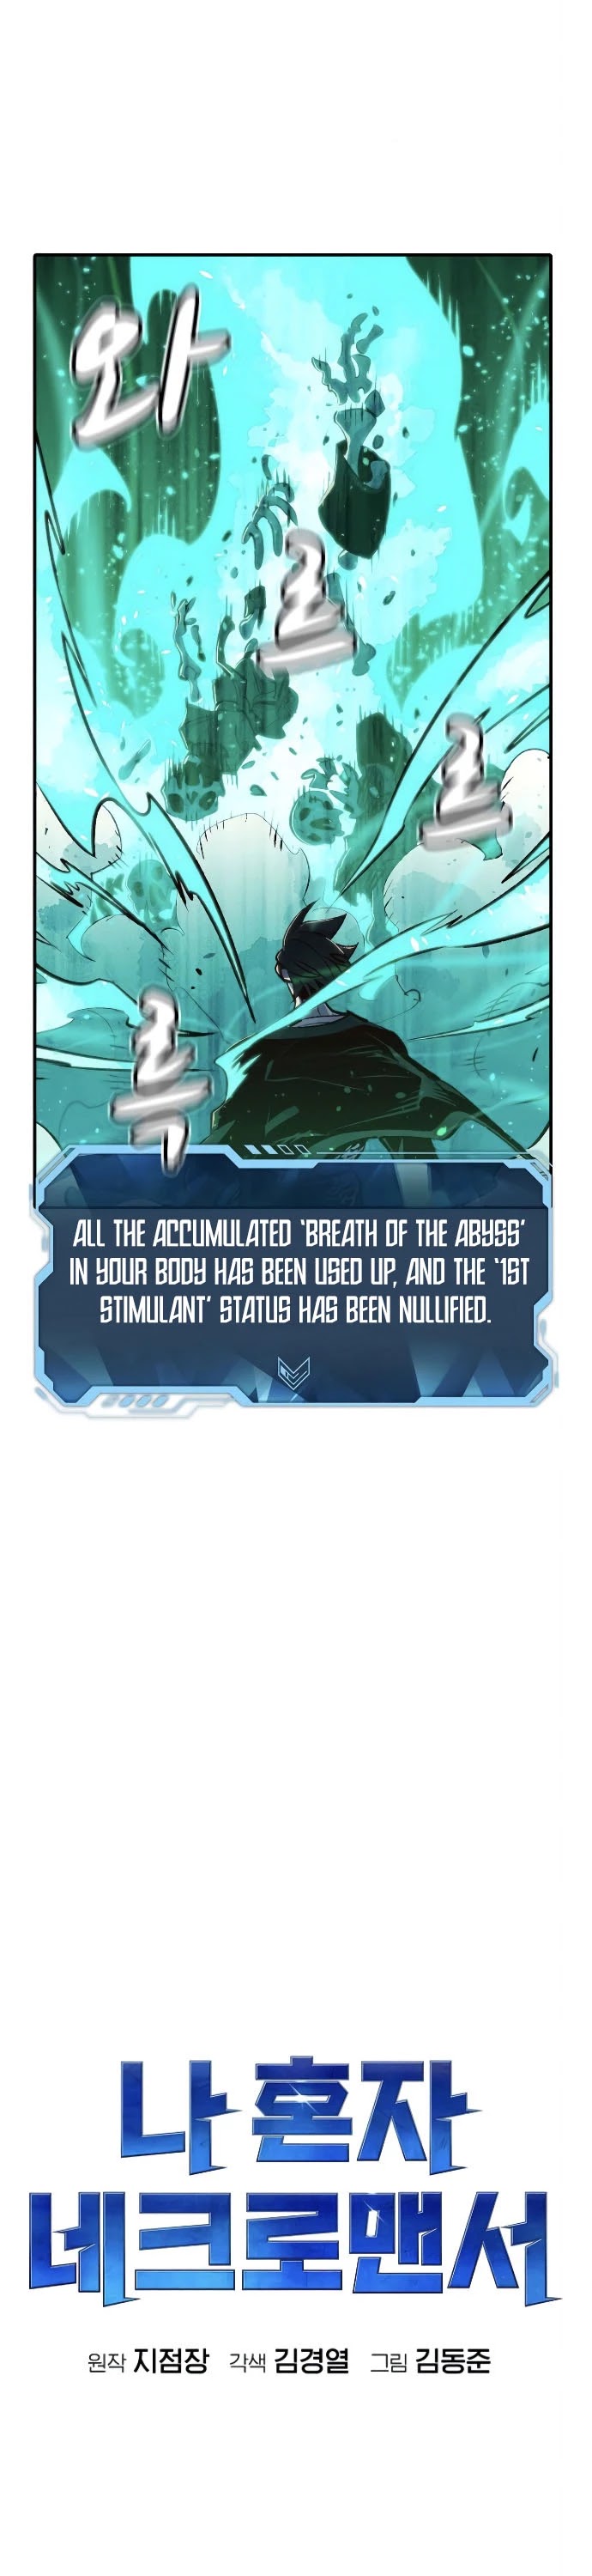 와
르
르
륵
ALL THE ACCUMULATED 'BREATH OF THE ABYSS'
IN YOUR BODY HAS BEEN USED UP, AND THE '1ST
STIMULANT' STATUS HAS BEEN NULLIFIED.
나 혼자
네크로맨서
원작 지점장 각색 김경열 그림 김동준